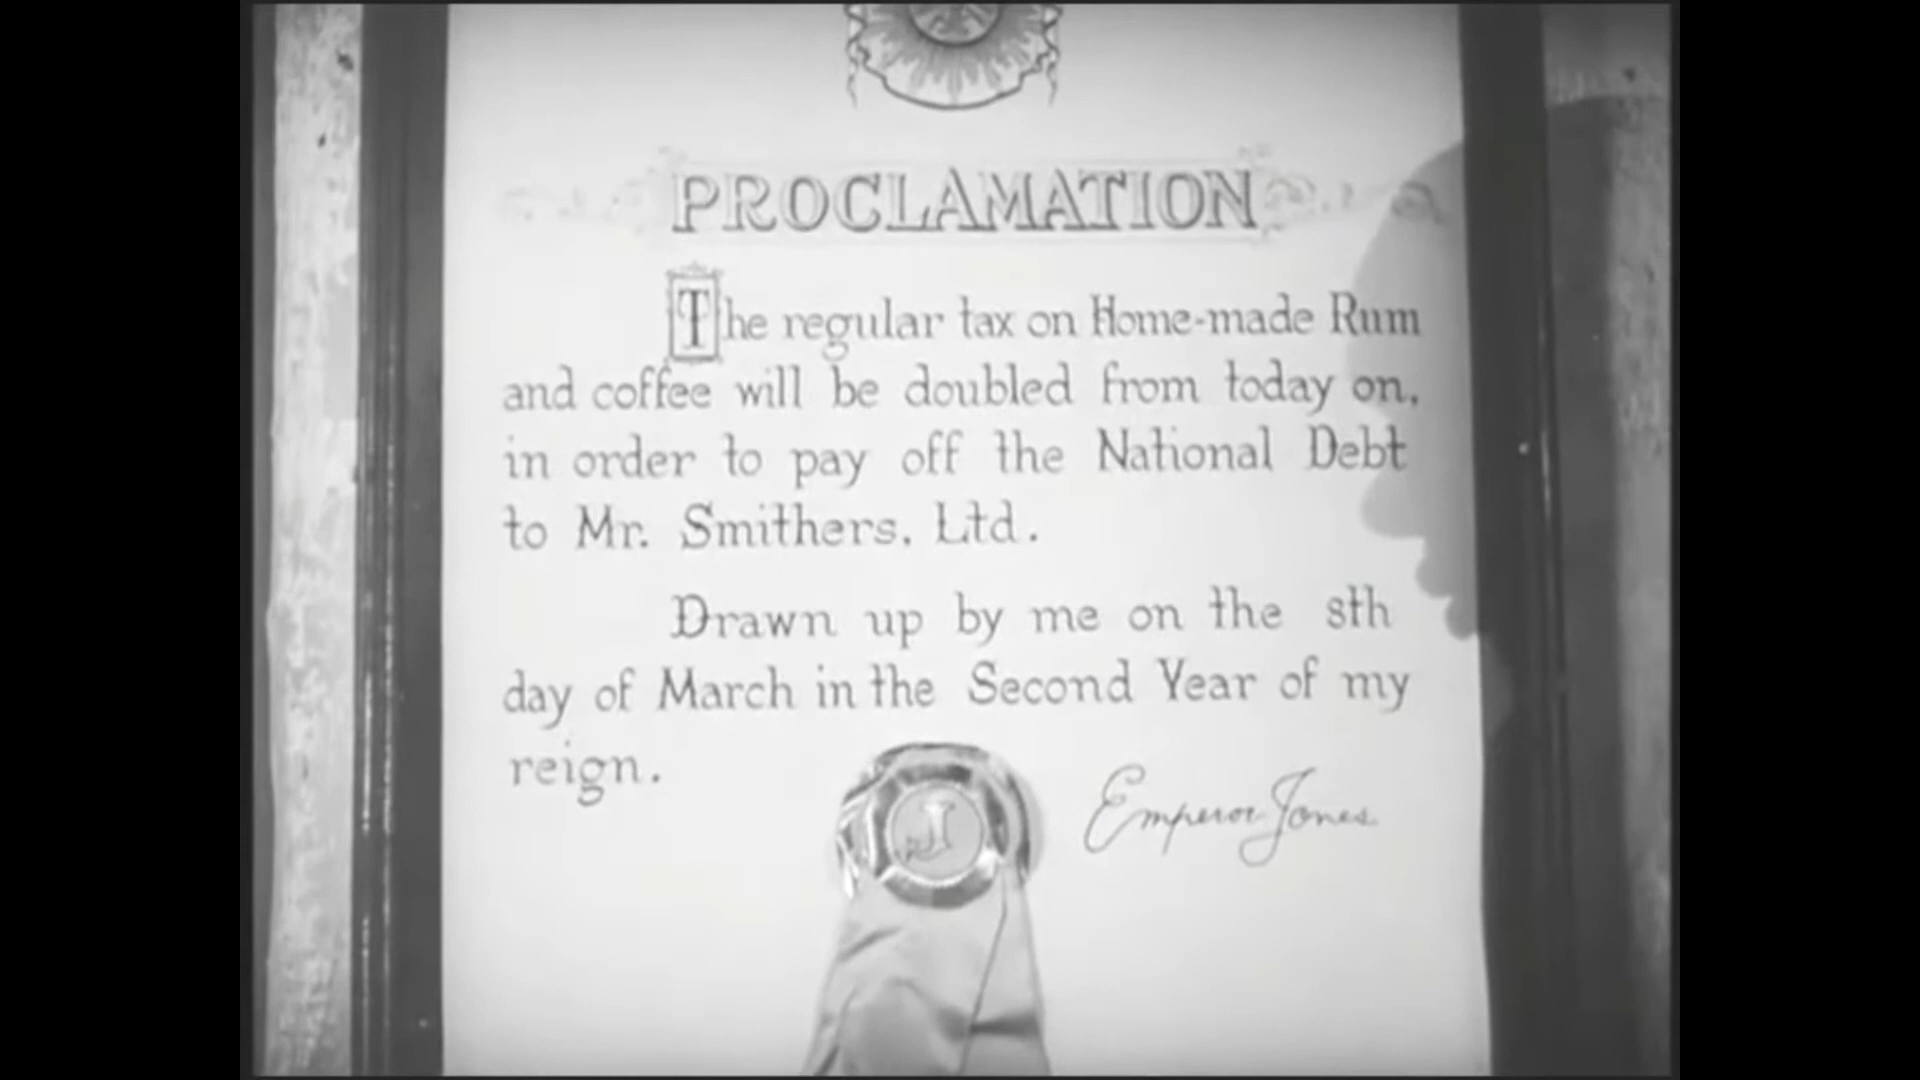 PROCLAMATION
The regular tax on Home-made Rum
and coffee will be doubled from today on,
in order to pay off the National Debt
to Mr. Smithers, Ltd.
Drawn up by me on the 8th
day of March in the Second Year of my
reign.
J
Emperor Jones